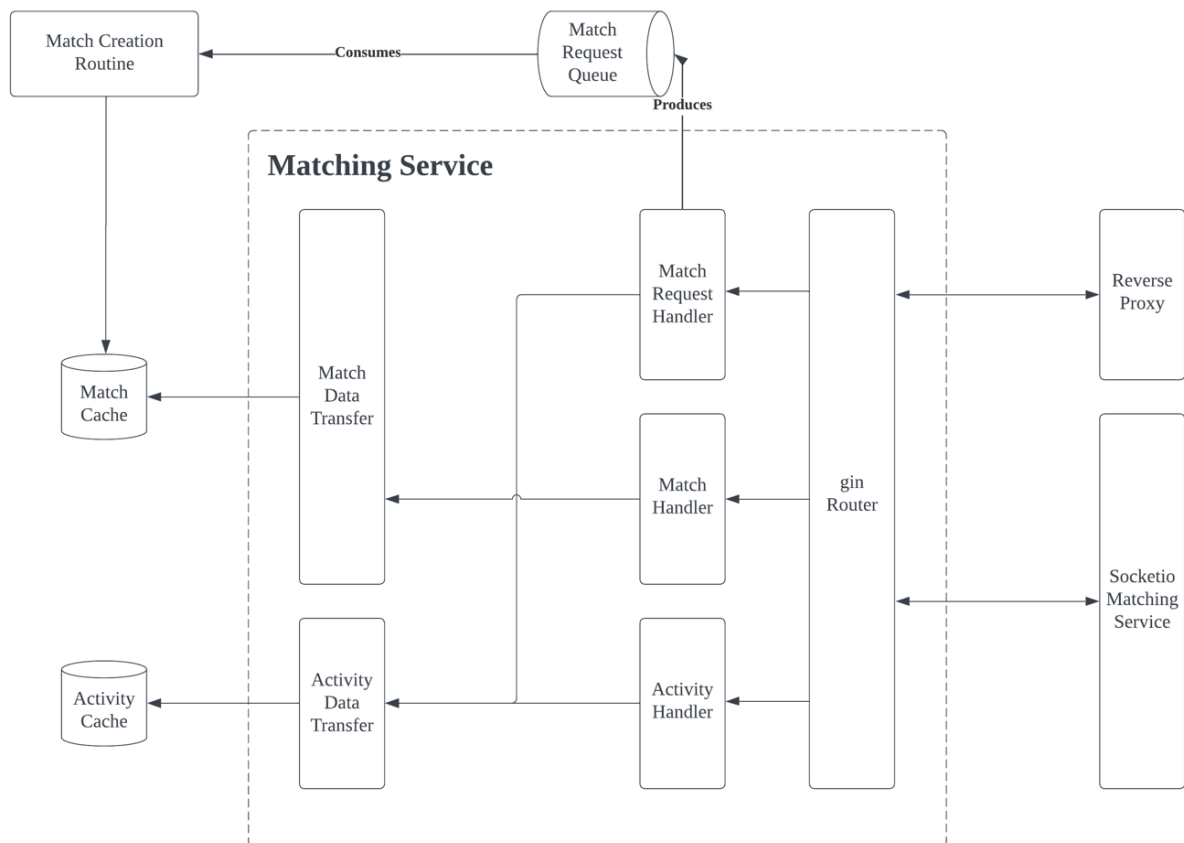 Match Creation
Routine
Consumes
Match
Request
Queue
Produces
Matching Service
Match
Data
Transfer
Match
Request
Handler
Reverse
Proxy
Match
Cache
Match
Handler
gin
Router
Socketio
Matching
Service
Activity
Cache
Activity
Data
Transfer
Activity
Handler